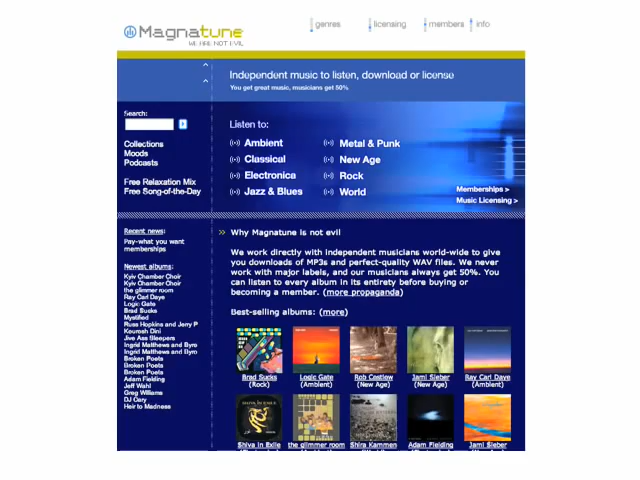 Magnatune
WE ARE NOT EVIL
genres
licensing
members
info
Independent music to listen, download or license
You get great music, musicians get 50%
Search:
Collections
Moods
Podcasts
Free Relaxation Mix
Free Song-of-the-Day
Listen to:
Ambient
Classical
Electronica
Jazz & Blues
Metal & Punk
New Age
Rock
World
Memberships >
Music Licensing >
Recent news:
Pay-what you want
memberships
Newest albums:
Kyiv Chamber Choir
Kyiv Chamber Choir
the glimmer room
Ray Carl Daye
Logic Gate
Brad Sucks
Mystified
Russ Hopkins and Jerry P
Kourosh Dini
Jive Ass Sleepers
Ingrid Matthews and Byro
Ingrid Matthews and Byro
Broken Poets
Broken Poets
Broken Poets
Adam Fielding
Jeff Wahl
Greg Williams
DJ Cary
Heir to Madness
>> Why Magnatune is not evil
We work directly with independent musicians world-wide to give
you downloads of MP3s and perfect-quality WAV files. We never
work with major labels, and our musicians always get 50%. You
can listen to every album in its entirety before buying or
becoming a member. (more propaganda)
Best-selling albums: (more)
Brad Sucks
(Rock)
Logic Gate
(Ambient)
Rob Costlow
(New Age)
Jami Sieber
(New Age)
Ray Carl Daye
(Ambient)
Shiva in Exile
the glimmer room
Shira Kammen
Adam Fielding
Jami Sieber